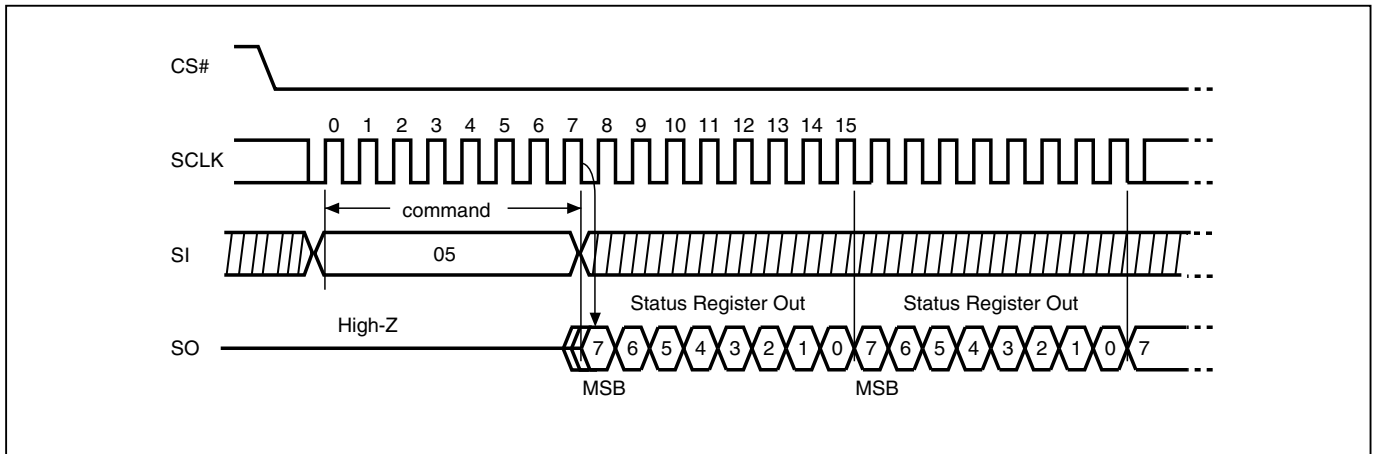 CS#
0 1 2 3 4 5 6 7 8 9 10 11 12 13 14 15
SCLK
command
SI
05
Status Register Out Status Register Out
High-Z
SO
7 6 5 4 3 2 1 0 7 6 5 4 3 2 1 0 7
MSB MSB